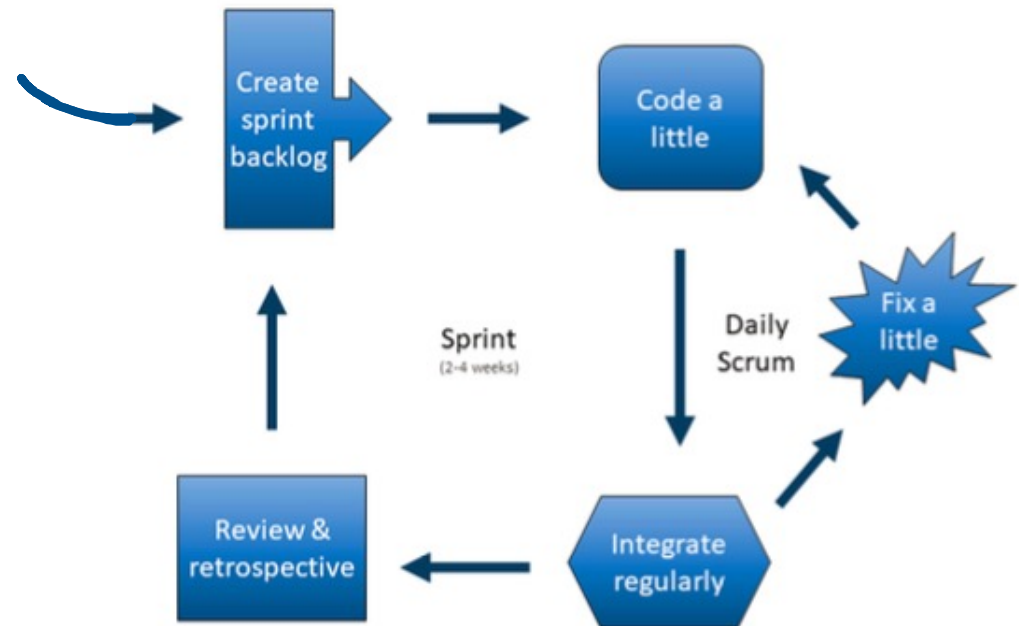 Create
sprint
backlog
Code a
little
Fix a
little
Daily
Scrum
Sprint
(2-4 weeks)
Review &
retrospective
Integrate
regularly